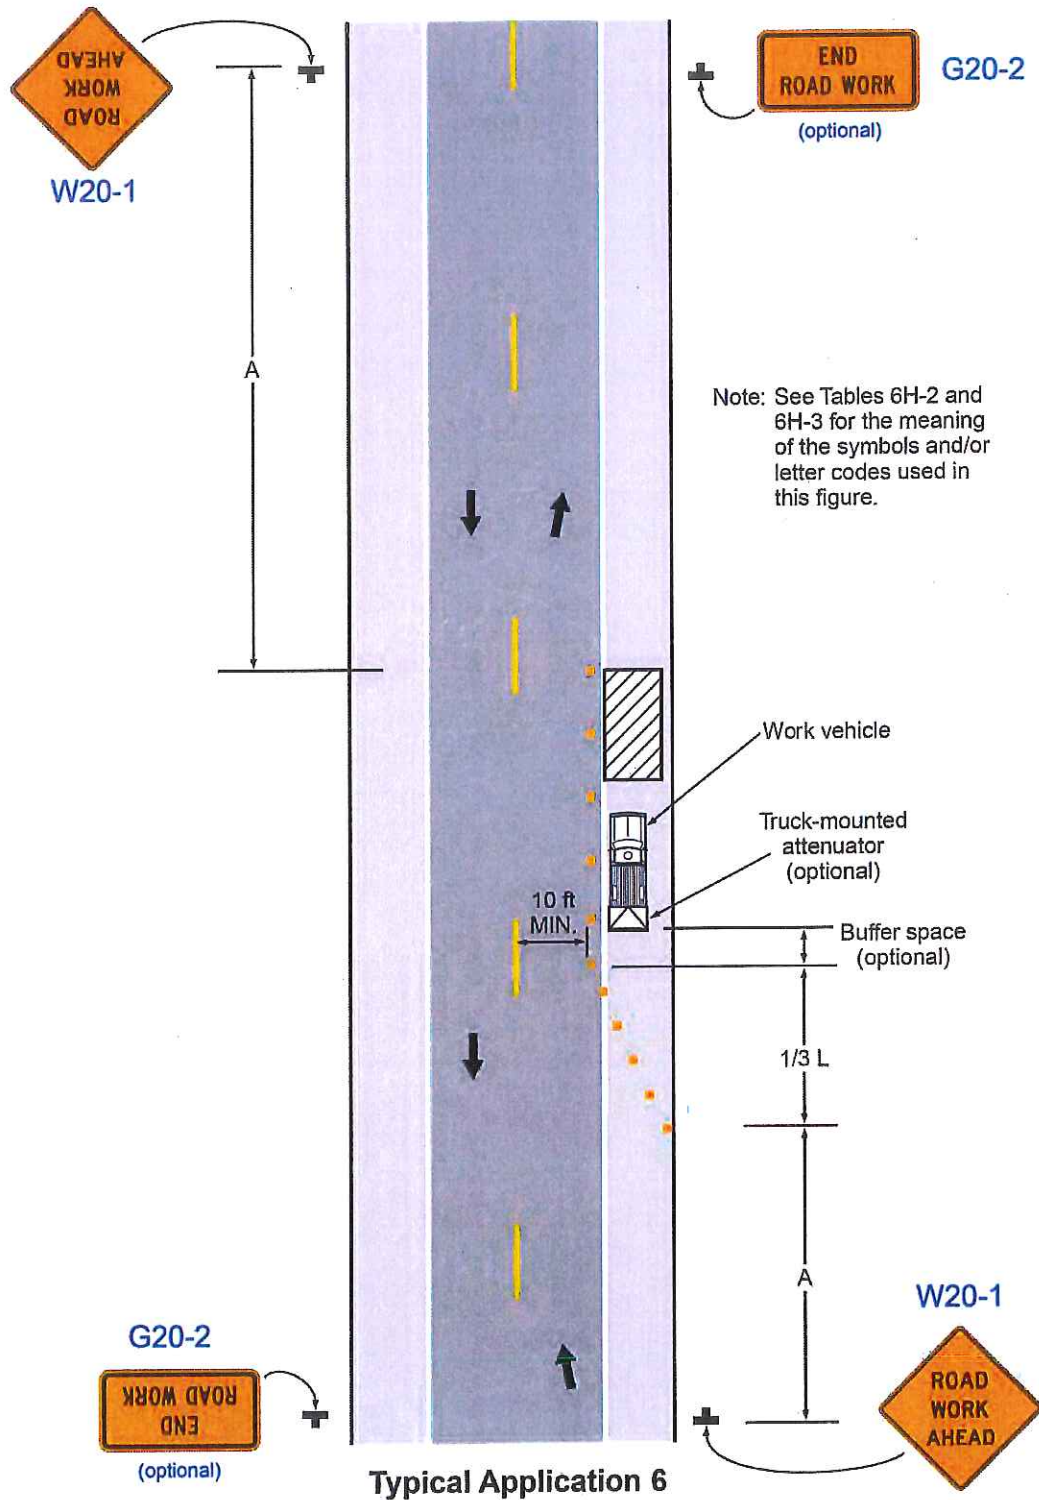 ROAD
WORK
AHEAD
W20-1
END
ROAD WORK
(optional)
G20-2
A
Note: See Tables 6H-2 and
6H-3 for the meaning
of the symbols and/or
letter codes used in
this figure.
Work vehicle
Truck-mounted
attenuator
(optional)
10 ft
MIN.
Buffer space
(optional)
1/3 L
A
W20-1
ROAD
WORK
AHEAD
G20-2
END
ROAD WORK
(optional)
Typical Application 6